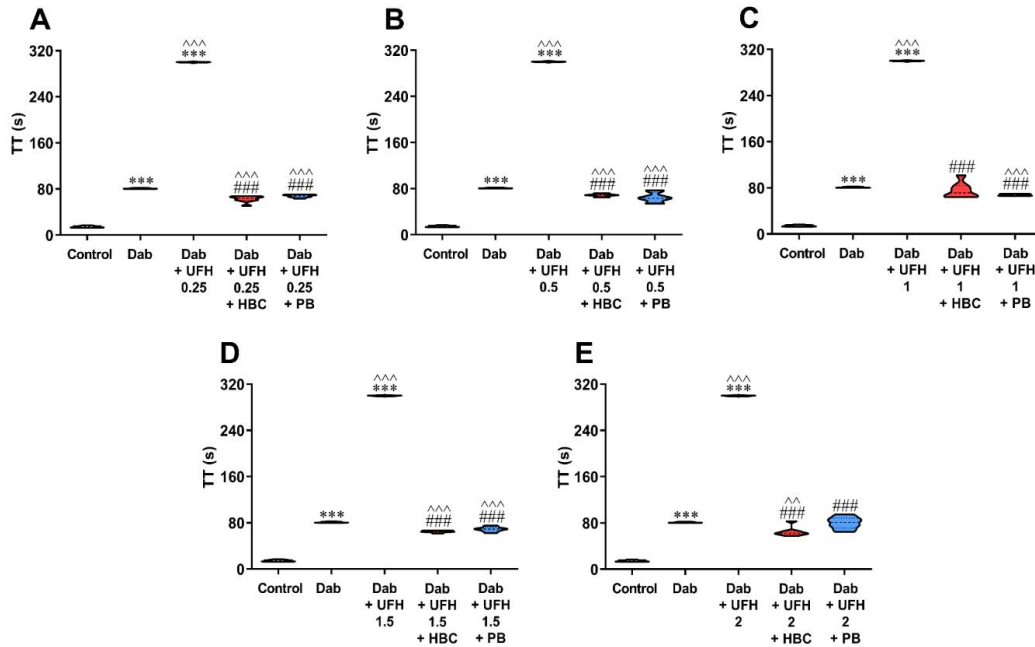 A
TT (s)
320
240
160
80
0
^^^
***
***
^^^
###
^^^
###
Control
Dab
Dab
+ UFH
0.25
Dab
+ UFH
0.25
+ HBC
Dab
+ UFH
0.25
+ PB
B
TT (s)
320
240
160
80
0
^^^
***
***
^^^
###
^^^
###
Control
Dab
Dab
+ UFH
0.5
Dab
+ UFH
0.5
+ HBC
Dab
+ UFH
0.5
+ PB
C
TT (s)
320
240
160
80
0
^^^
***
***
###
^^^
###
Control
Dab
Dab
+ UFH
1
Dab
+ UFH
1
+ HBC
Dab
+ UFH
1
+ PB
D
TT (s)
320
240
160
80
0
^^^
***
***
^^^
###
^^^
###
Control
Dab
Dab
+ UFH
1.5
Dab
+ UFH
1.5
+ HBC
Dab
+ UFH
1.5
+ PB
E
TT (s)
320
240
160
80
0
^^^
***
***
^^
###
###
Control
Dab
Dab
+ UFH
2
Dab
+ UFH
2
+ HBC
Dab
+ UFH
2
+ PB